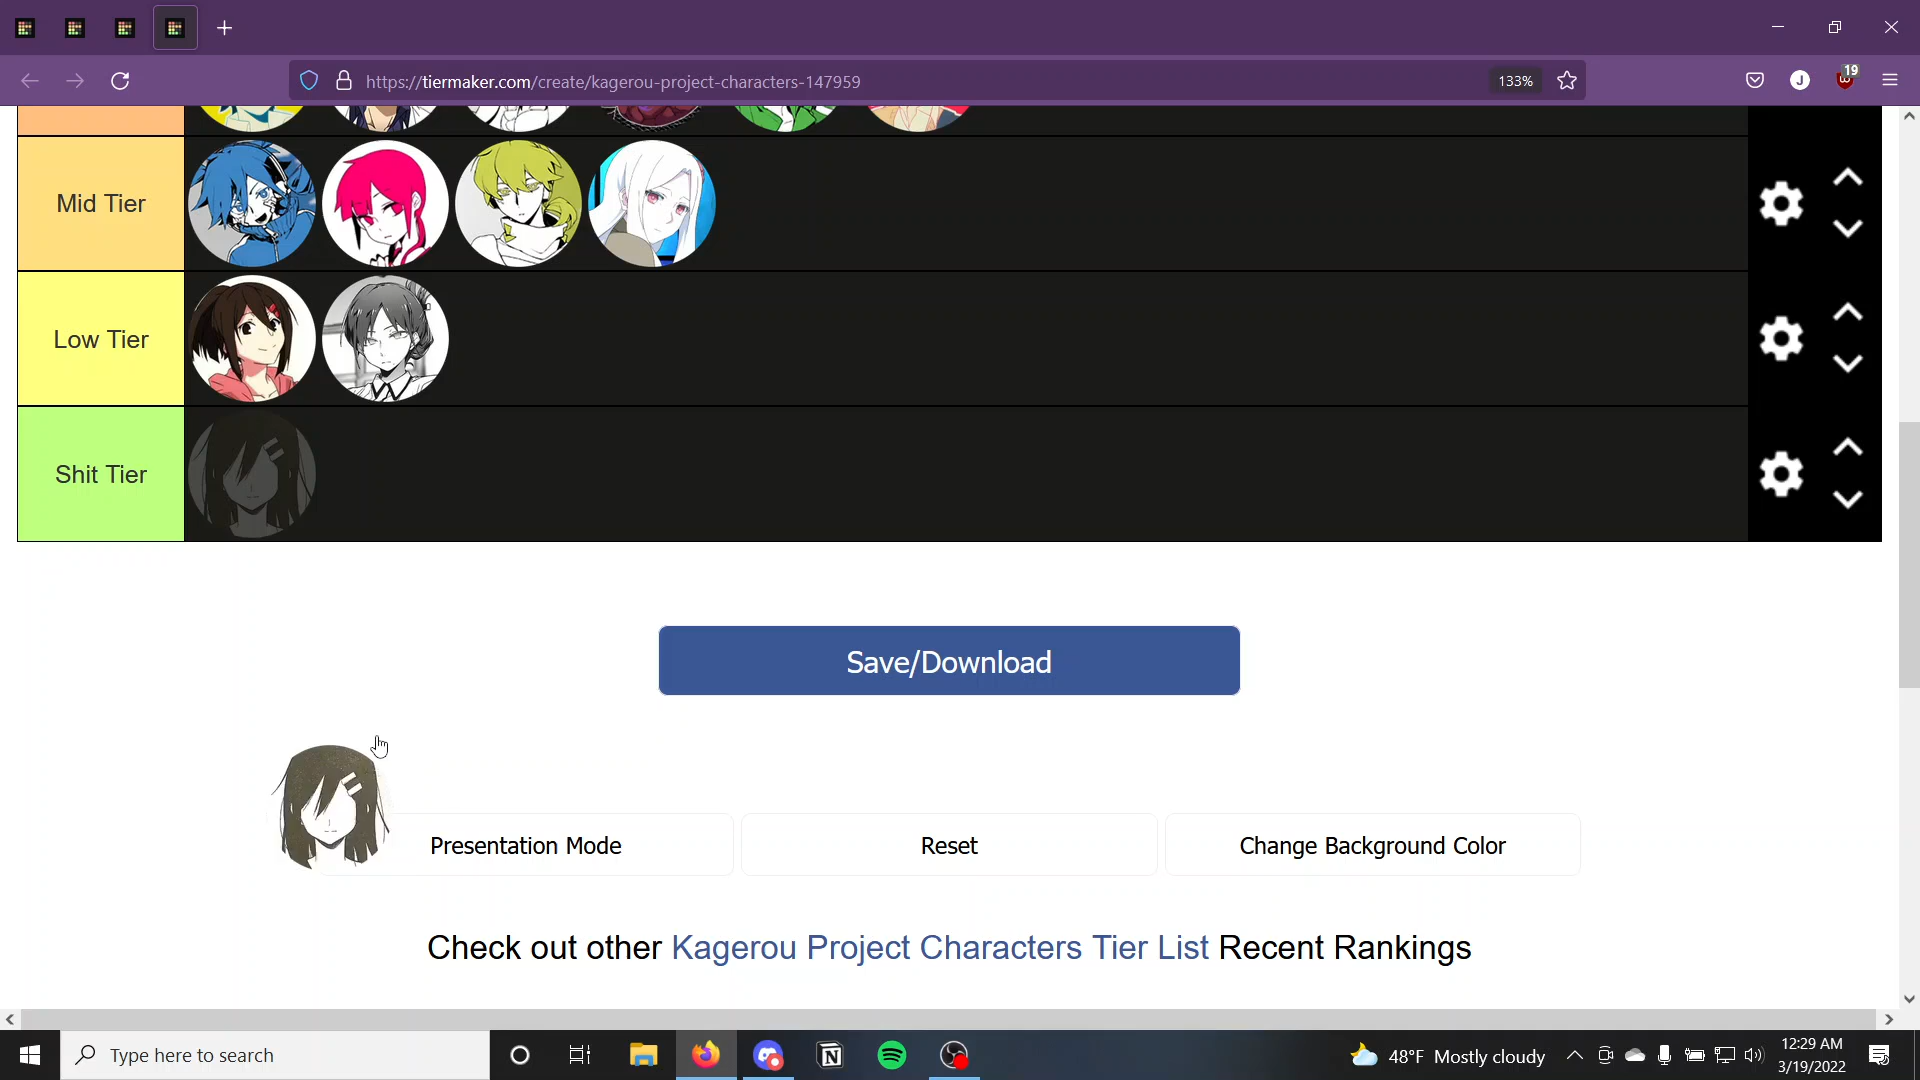 https://tiermaker.com/create/kagerou-project-characters-147959
133%
J
19
Mid Tier
Low Tier
Shit Tier
Save/Download
Presentation Mode
Reset
Change Background Color
Check out other Kagerou Project Characters Tier List Recent Rankings
Type here to search
48°F Mostly cloudy
12:29 AM
3/19/2022